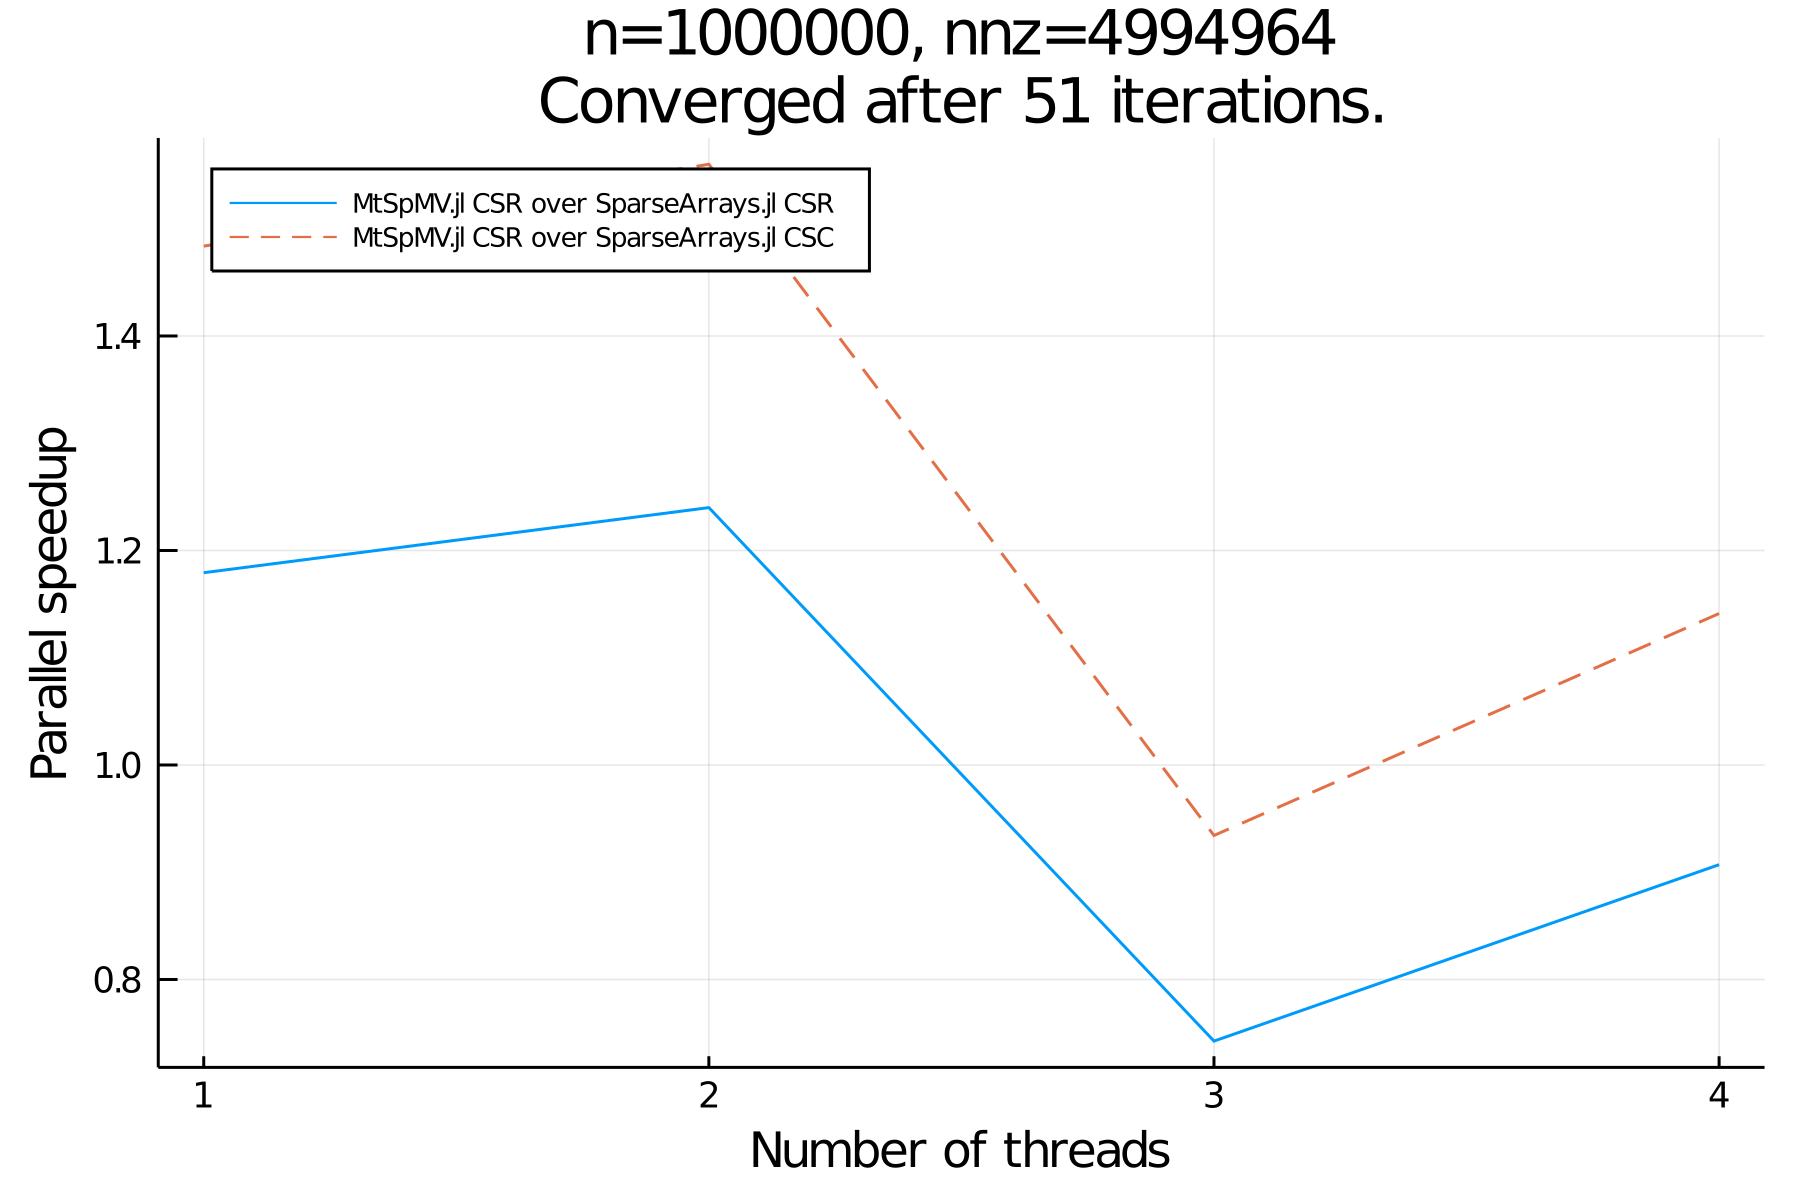 n=1000000, nnz=4994964
Converged after 51 iterations.
MtSpMV.jl CSR over SparseArrays.jl CSR
MtSpMV.jl CSR over SparseArrays.jl CSC
Parallel speedup
1.4
1.2
1.0
0.8
1 2 3 4
Number of threads